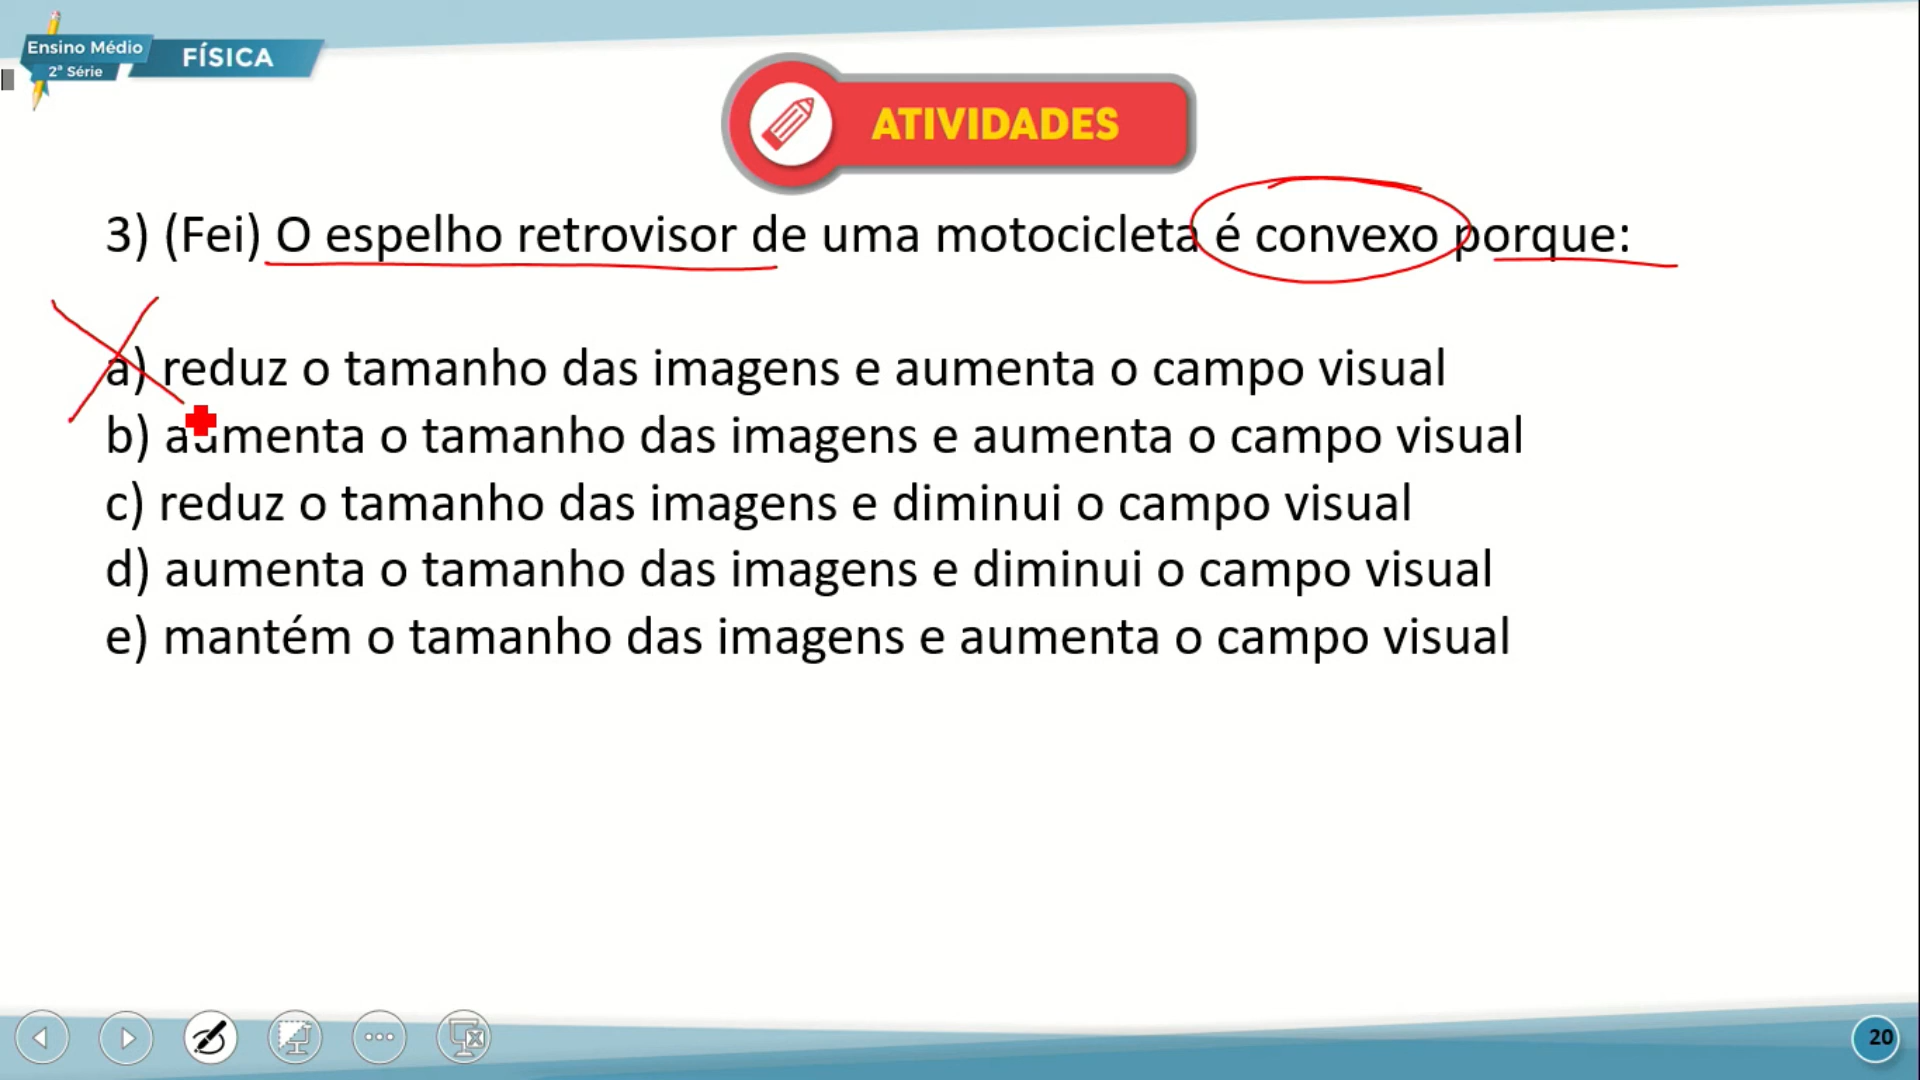 Ensino Médio
2ª Série
FÍSICA
ATIVIDADES
3) (Fei) O espelho retrovisor de uma motocicleta é convexo porque:
a) reduz o tamanho das imagens e aumenta o campo visual
b) aumenta o tamanho das imagens e aumenta o campo visual
c) reduz o tamanho das imagens e diminui o campo visual
d) aumenta o tamanho das imagens e diminui o campo visual
e) mantém o tamanho das imagens e aumenta o campo visual
20